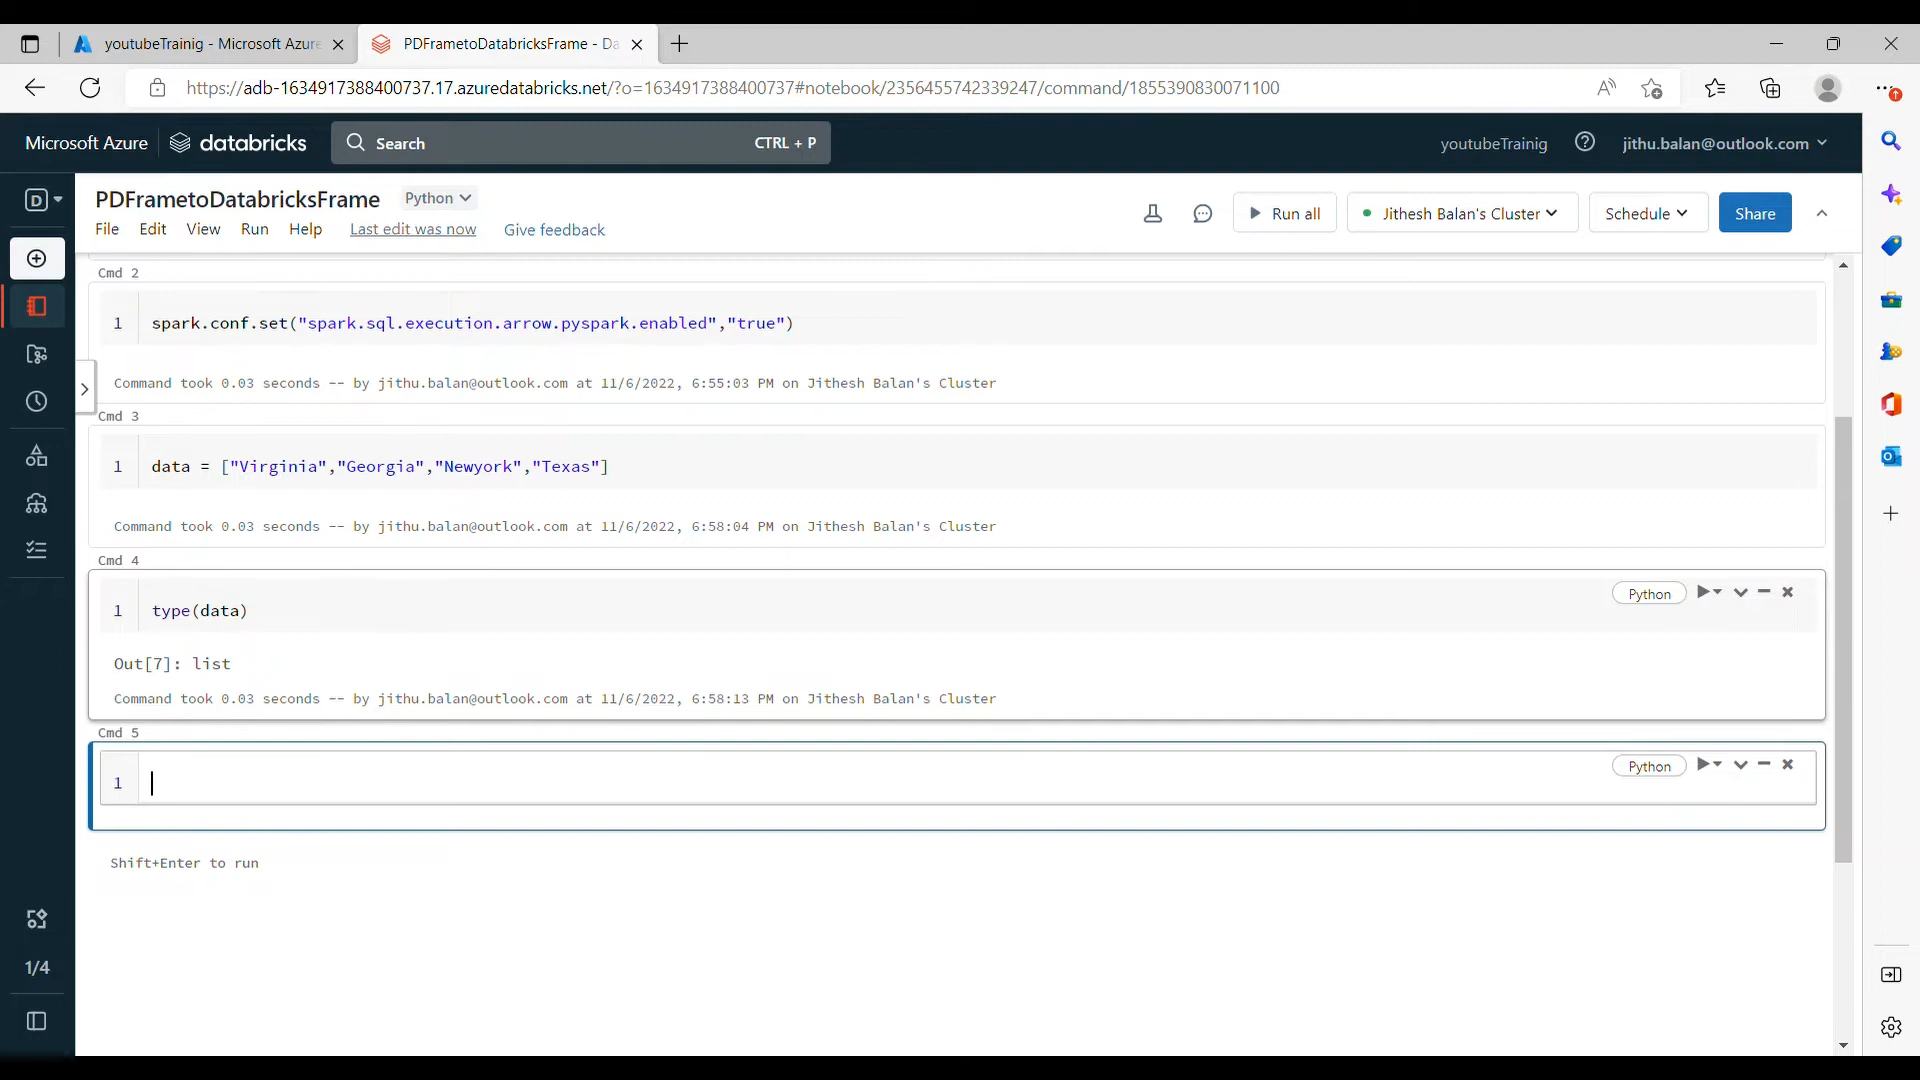 youtubeTrainig - Microsoft Azure
PDFrametoDatabricksFrame - Da
https://adb-1634917388400737.17.azuredatabricks.net/?o=1634917388400737#notebook/2356455742339247/command/1855390830071100
Microsoft Azure
databricks
Search
CTRL + P
youtubeTrainig
jithu.balan@outlook.com
D
PDFrametoDatabricksFrame
Python
File Edit View Run Help Last edit was now Give feedback
Run all
Jithesh Balan's Cluster
Schedule
Share
Cmd 2
1 spark.conf.set("spark.sql.execution.arrow.pyspark.enabled","true")
Command took 0.03 seconds -- by jithu.balan@outlook.com at 11/6/2022, 6:55:03 PM on Jithesh Balan's Cluster
Cmd 3
1 data = ["Virginia","Georgia","Newyork","Texas"]
Command took 0.03 seconds -- by jithu.balan@outlook.com at 11/6/2022, 6:58:04 PM on Jithesh Balan's Cluster
Cmd 4
Python
1 type(data)
Out[7]: list
Command took 0.03 seconds -- by jithu.balan@outlook.com at 11/6/2022, 6:58:13 PM on Jithesh Balan's Cluster
Cmd 5
Python
1
Shift+Enter to run
1/4